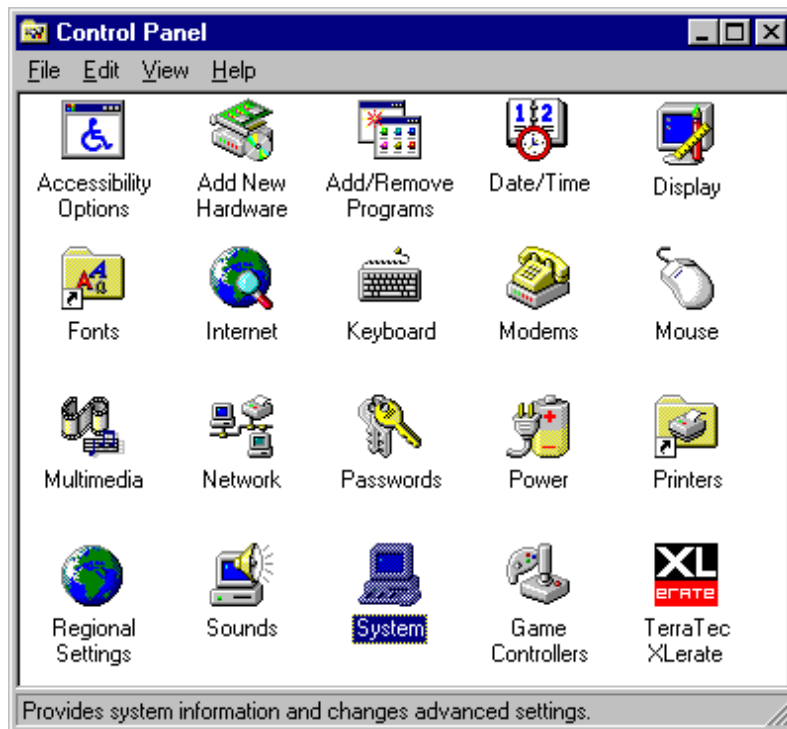 Control Panel
File Edit View Help
1 2
Accessibility Options
Add New Hardware
Add/Remove Programs
Date/Time
Display
A A a
Fonts
Internet
Keyboard
Modems
Mouse
Multimedia
Network
Passwords
Power
Printers
XL
erate
Regional Settings
Sounds
System
Game Controllers
TerraTec XLerate
Provides system information and changes advanced settings.